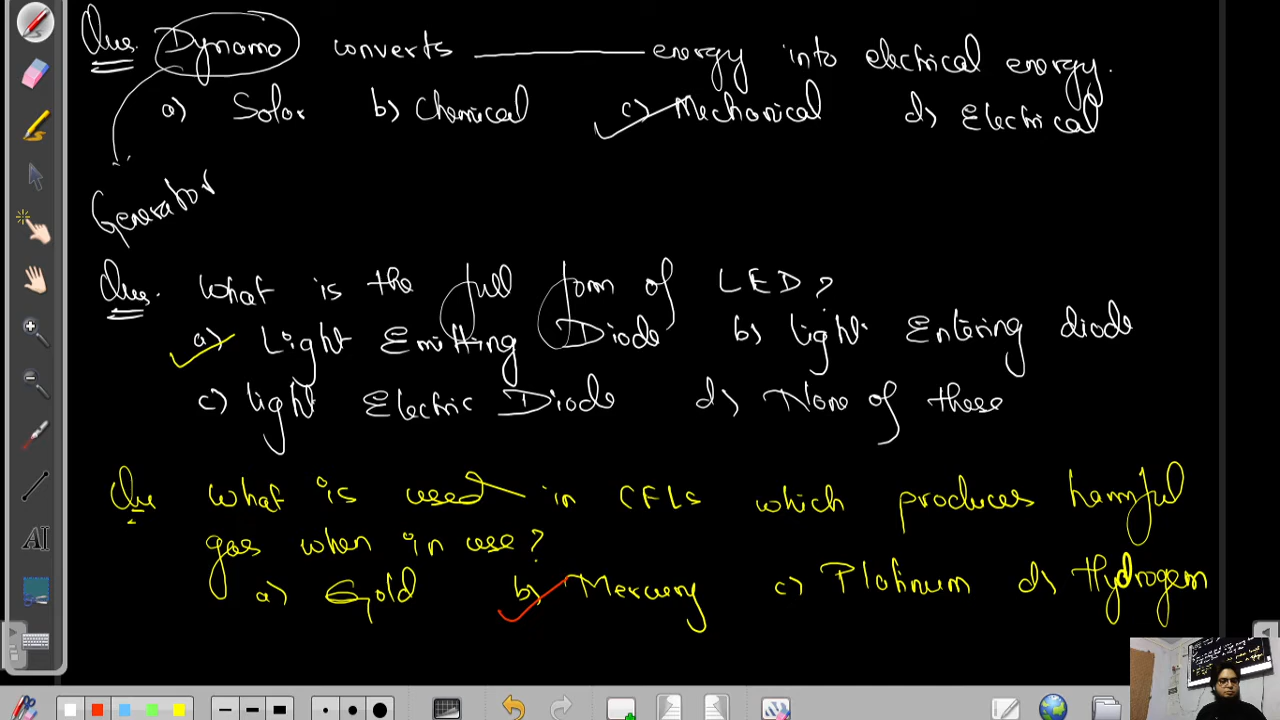 Que. Dynamo converts ________ energy into electrical energy.
a) Solar b) Chemical c) Mechanical d) Electrical
Generator
Ques. What is the full form of LED?
a) Light Emitting Diode b) light Entering diode
c) light Electric Diode d) None of these
Que What is used in CFLs which produces harmful
gas when in use?
a) Gold b) Mercury c) Platinum d) Hydrogen